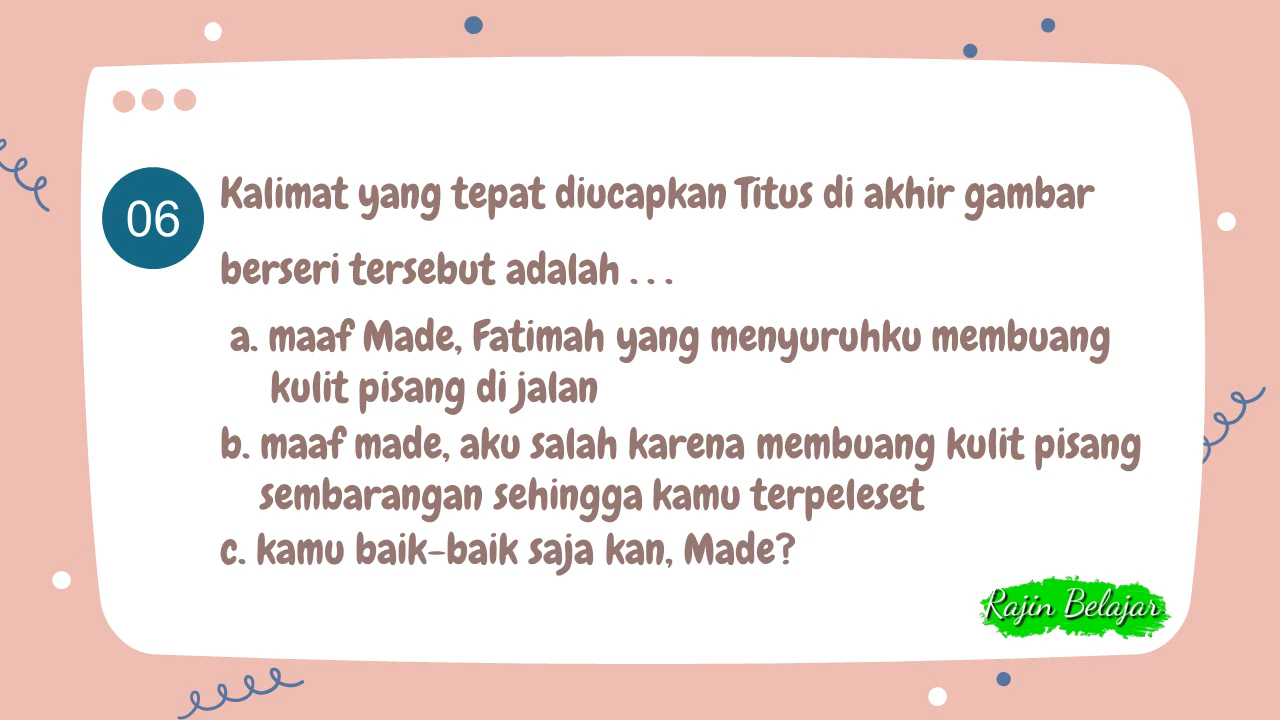 06
Kalimat yang tepat diucapkan Titus di akhir gambar
berseri tersebut adalah . . .
a. maaf Made, Fatimah yang menyuruhku membuang
kulit pisang di jalan
b. maaf made, aku salah karena membuang kulit pisang
sembarangan sehingga kamu terpeleset
c. kamu baik-baik saja kan, Made?
Rajin Belajar